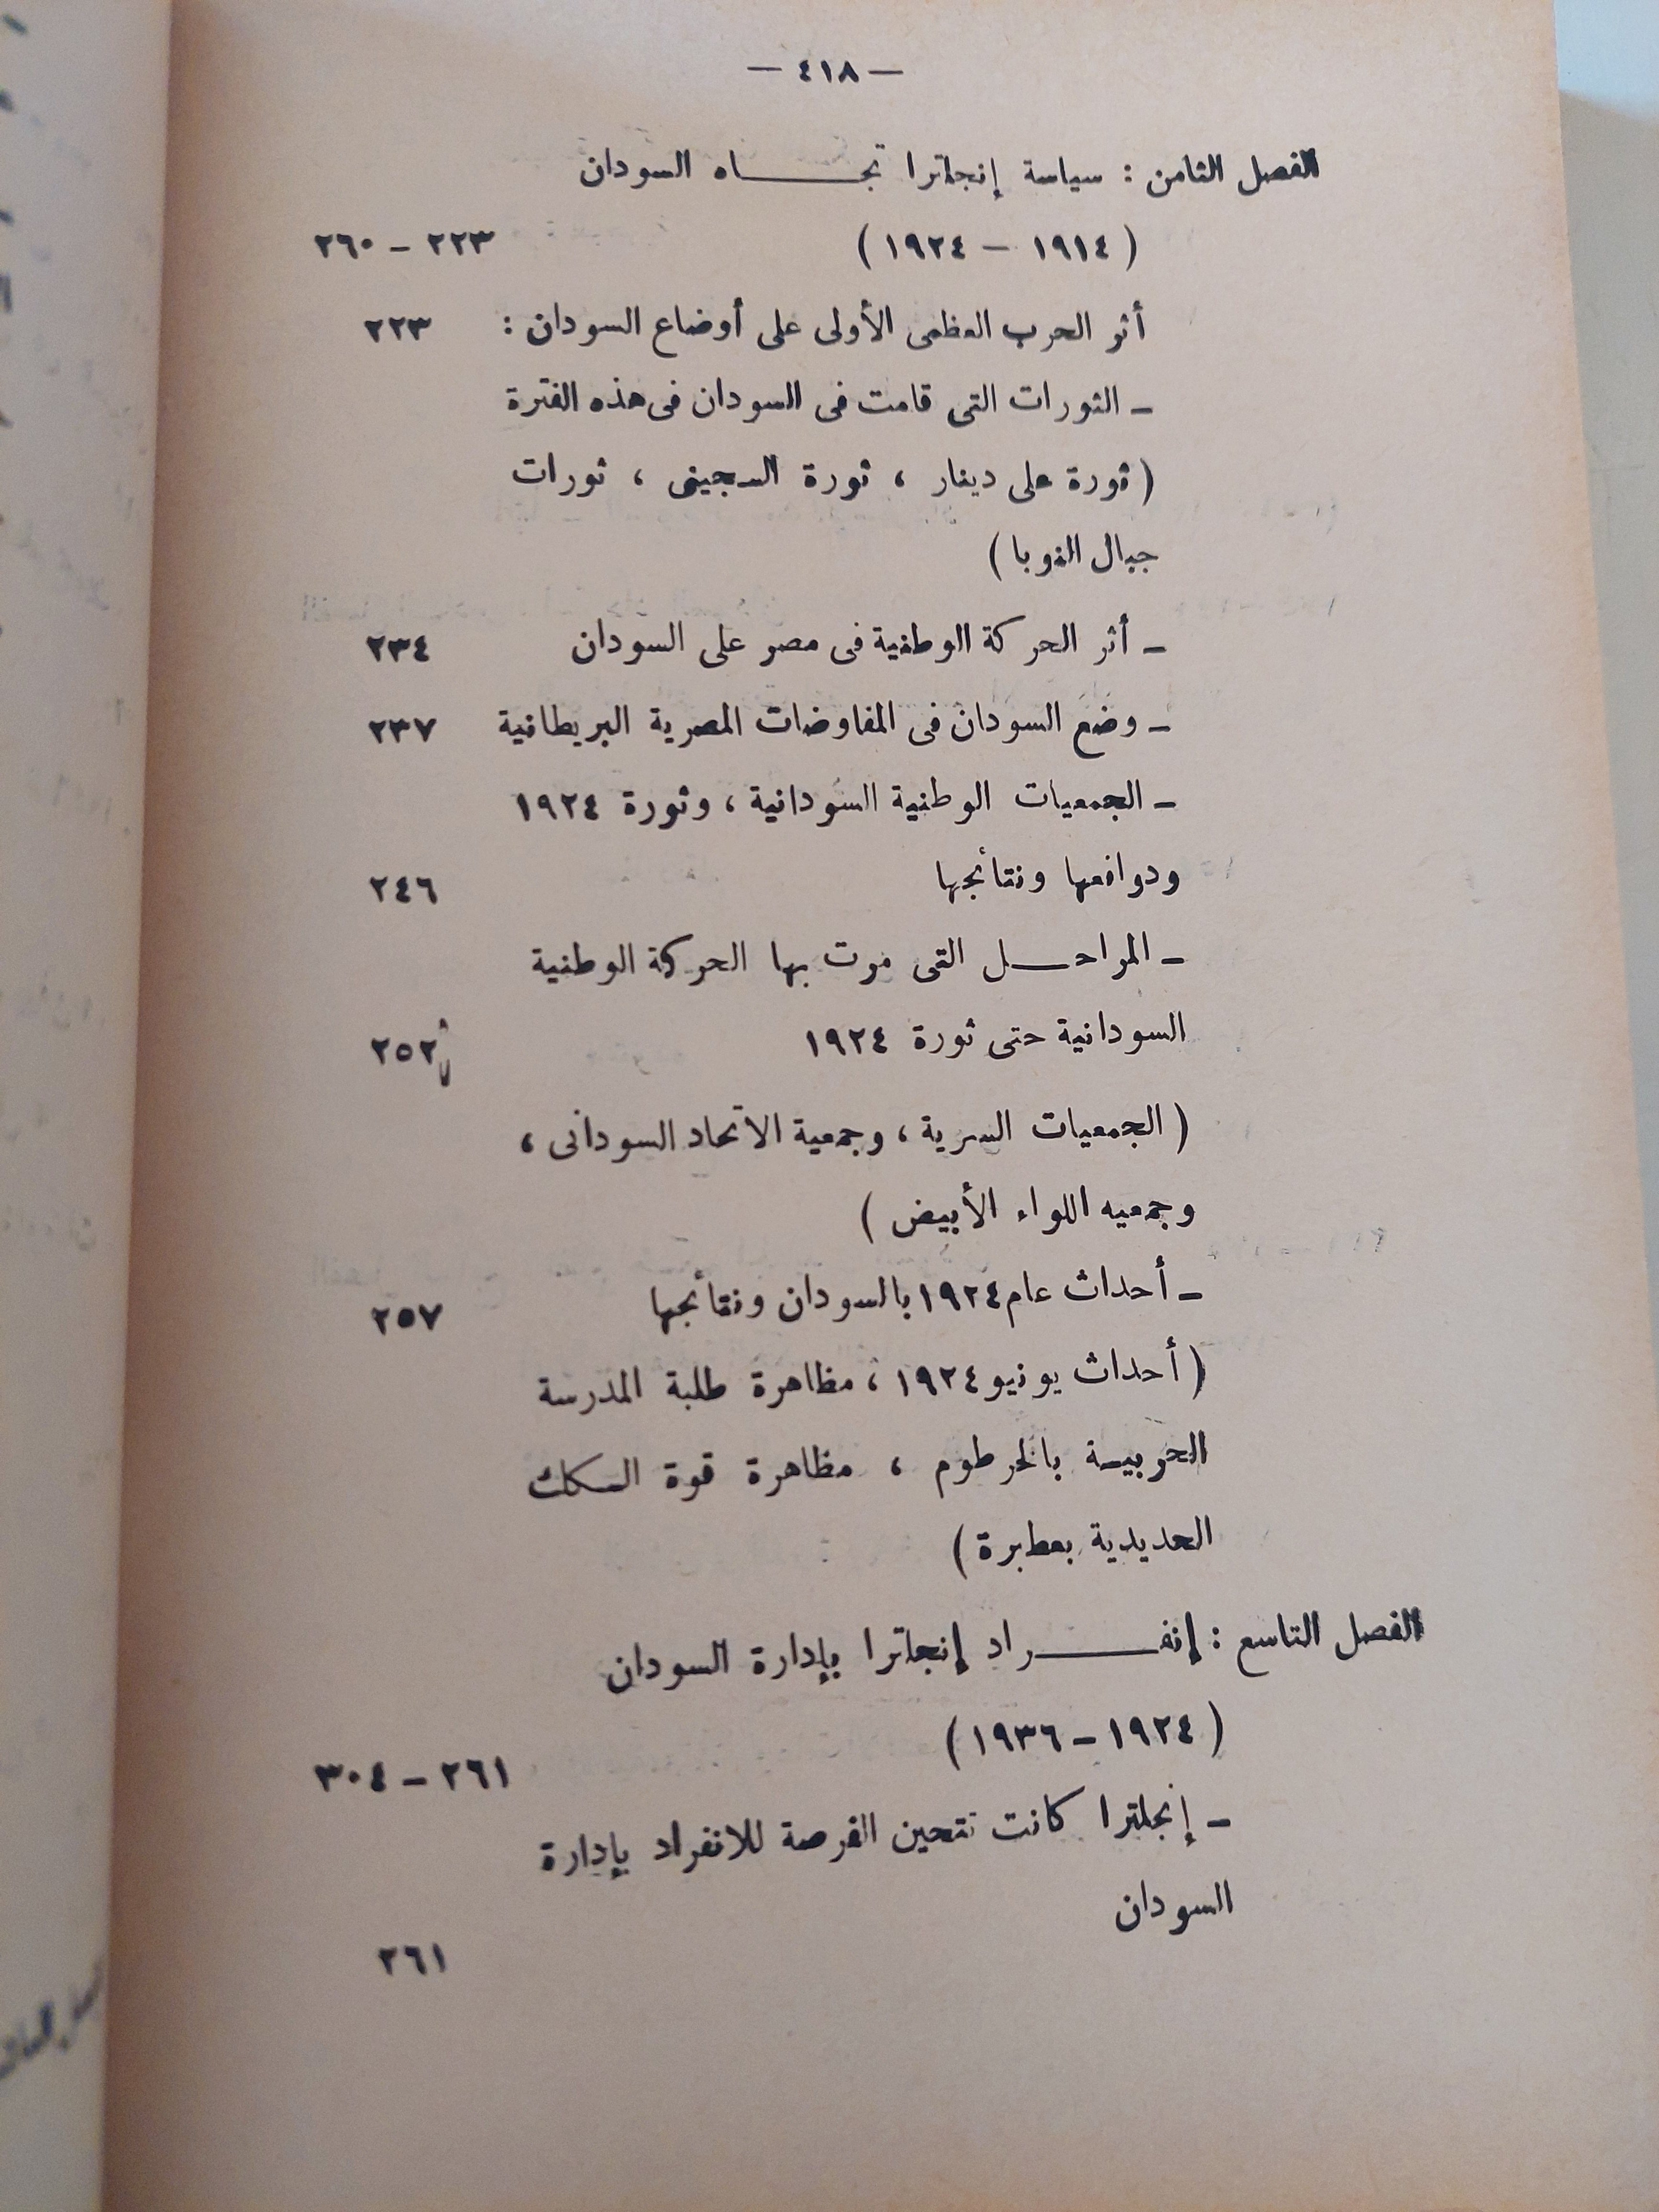 — ٤١٨ —
الفصل الثامن : سياسة إنجلترا تجــاه السودان
( ١٩١٤ – ١٩٢٤ ) ٢٢٣ – ٢٦٠
أثر الحرب العظمى الأولى على أوضاع السودان : ٢٢٣
– الثورات التى قامت فى السودان فى هذه الفترة
( ثورة على دينار ، ثورة السجينى ، ثورات
جبال النوبا )
– أثر الحركة الوطنية فى مصر على السودان ٢٣٤
– وضع السودان فى المفاوضات المصرية البريطانية ٢٣٧
– الجمعيات الوطنية السودانية ، وثورة ١٩٢٤
ودوافعها ونتائجها ٢٤٦
– المراحــل التى مرت بها الحركة الوطنية
السودانية حتى ثورة ١٩٢٤ ٢٥٢
( الجمعيات السرية ، وجمعية الاتحاد السودانى ،
وجمعيه اللواء الأبيض )
– أحداث عام ١٩٢٤ بالسودان ونتائجها ٢٥٧
( أحداث يونيو ١٩٢٤ ، مظاهرة طلبة المدرسة
الحربيـة بالخرطوم ، مظاهرة قوة السكك
الحديدية بعطبرة )
الفصل التاسع : إنفــراد إنجلترا بإدارة السودان
( ١٩٢٤ – ١٩٣٦ ) ٢٦١ – ٣٠٤
– إنجلترا كانت تتحين الفرصة للانفراد بإدارة
السودان ٢٦١